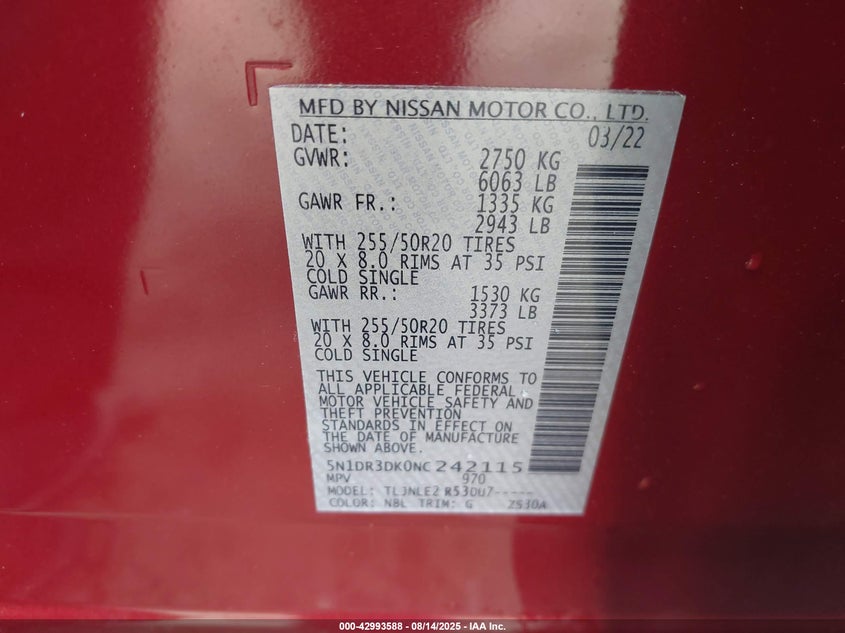 MFD BY NISSAN MOTOR CO., LTD.
DATE: 03/22
GVWR: 2750 KG
6063 LB
GAWR FR.: 1335 KG
2943 LB
WITH 255/50R20 TIRES
20 X 8.0 RIMS AT 35 PSI
COLD SINGLE
GAWR RR.: 1530 KG
3373 LB
WITH 255/50R20 TIRES
20 X 8.0 RIMS AT 35 PSI
COLD SINGLE
THIS VEHICLE CONFORMS TO
ALL APPLICABLE FEDERAL
MOTOR VEHICLE SAFETY AND
THEFT PREVENTION
STANDARDS IN EFFECT ON
THE DATE OF MANUFACTURE
SHOWN ABOVE.
5N1DR3DK0NC242115
MPV 970
MODEL: TLJNLE2 R53DU7-----
COLOR: NBL TRIM: G ZS30A
000-42993588 - 08/14/2025 - IAA Inc.